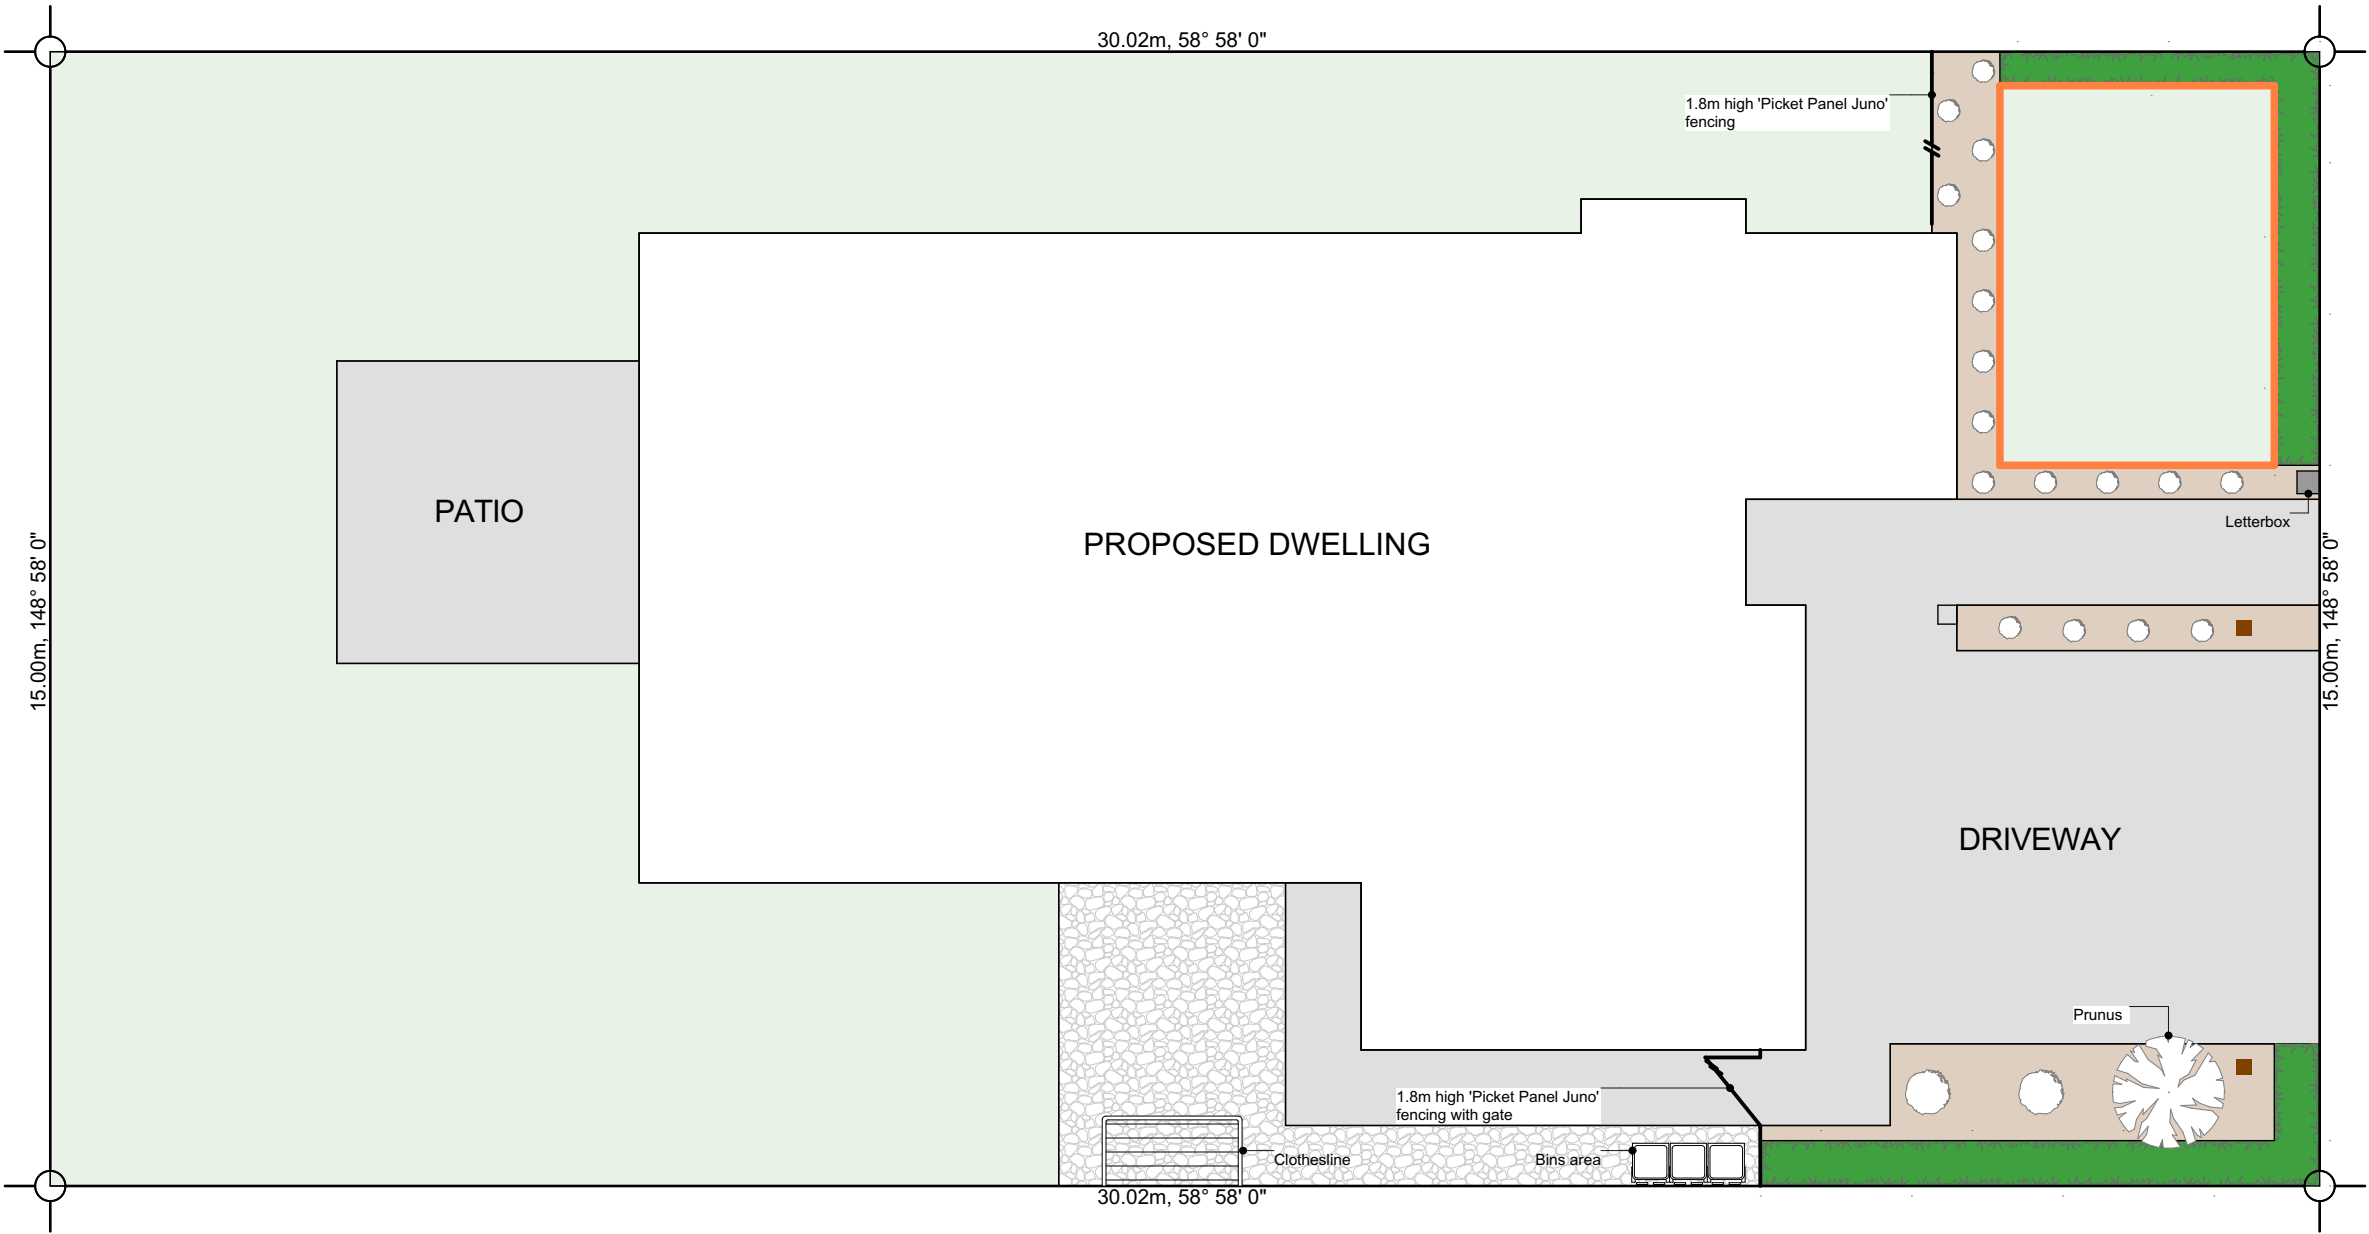 30.02m, 58° 58' 0"
1.8m high 'Picket Panel Juno'
fencing
PATIO
PROPOSED DWELLING
Letterbox
15.00m, 148° 58' 0"
15.00m, 148° 58' 0"
DRIVEWAY
Prunus
1.8m high 'Picket Panel Juno'
fencing with gate
Clothesline
Bins area
30.02m, 58° 58' 0"